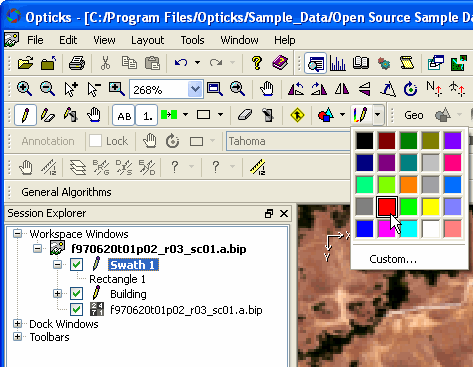 Opticks - [C:/Program Files/Opticks/Sample_Data/Open Source Sample Da
File Edit View Layout Tools Window Help
268%
AB 1. Geo
Annotation Lock Tahoma
General Algorithms
Session Explorer
Workspace Windows
f970620t01p02_r03_sc01.a.bip
Swath 1
Rectangle 1
Building
f970620t01p02_r03_sc01.a.bip
Dock Windows
Toolbars
X
Y
Custom...